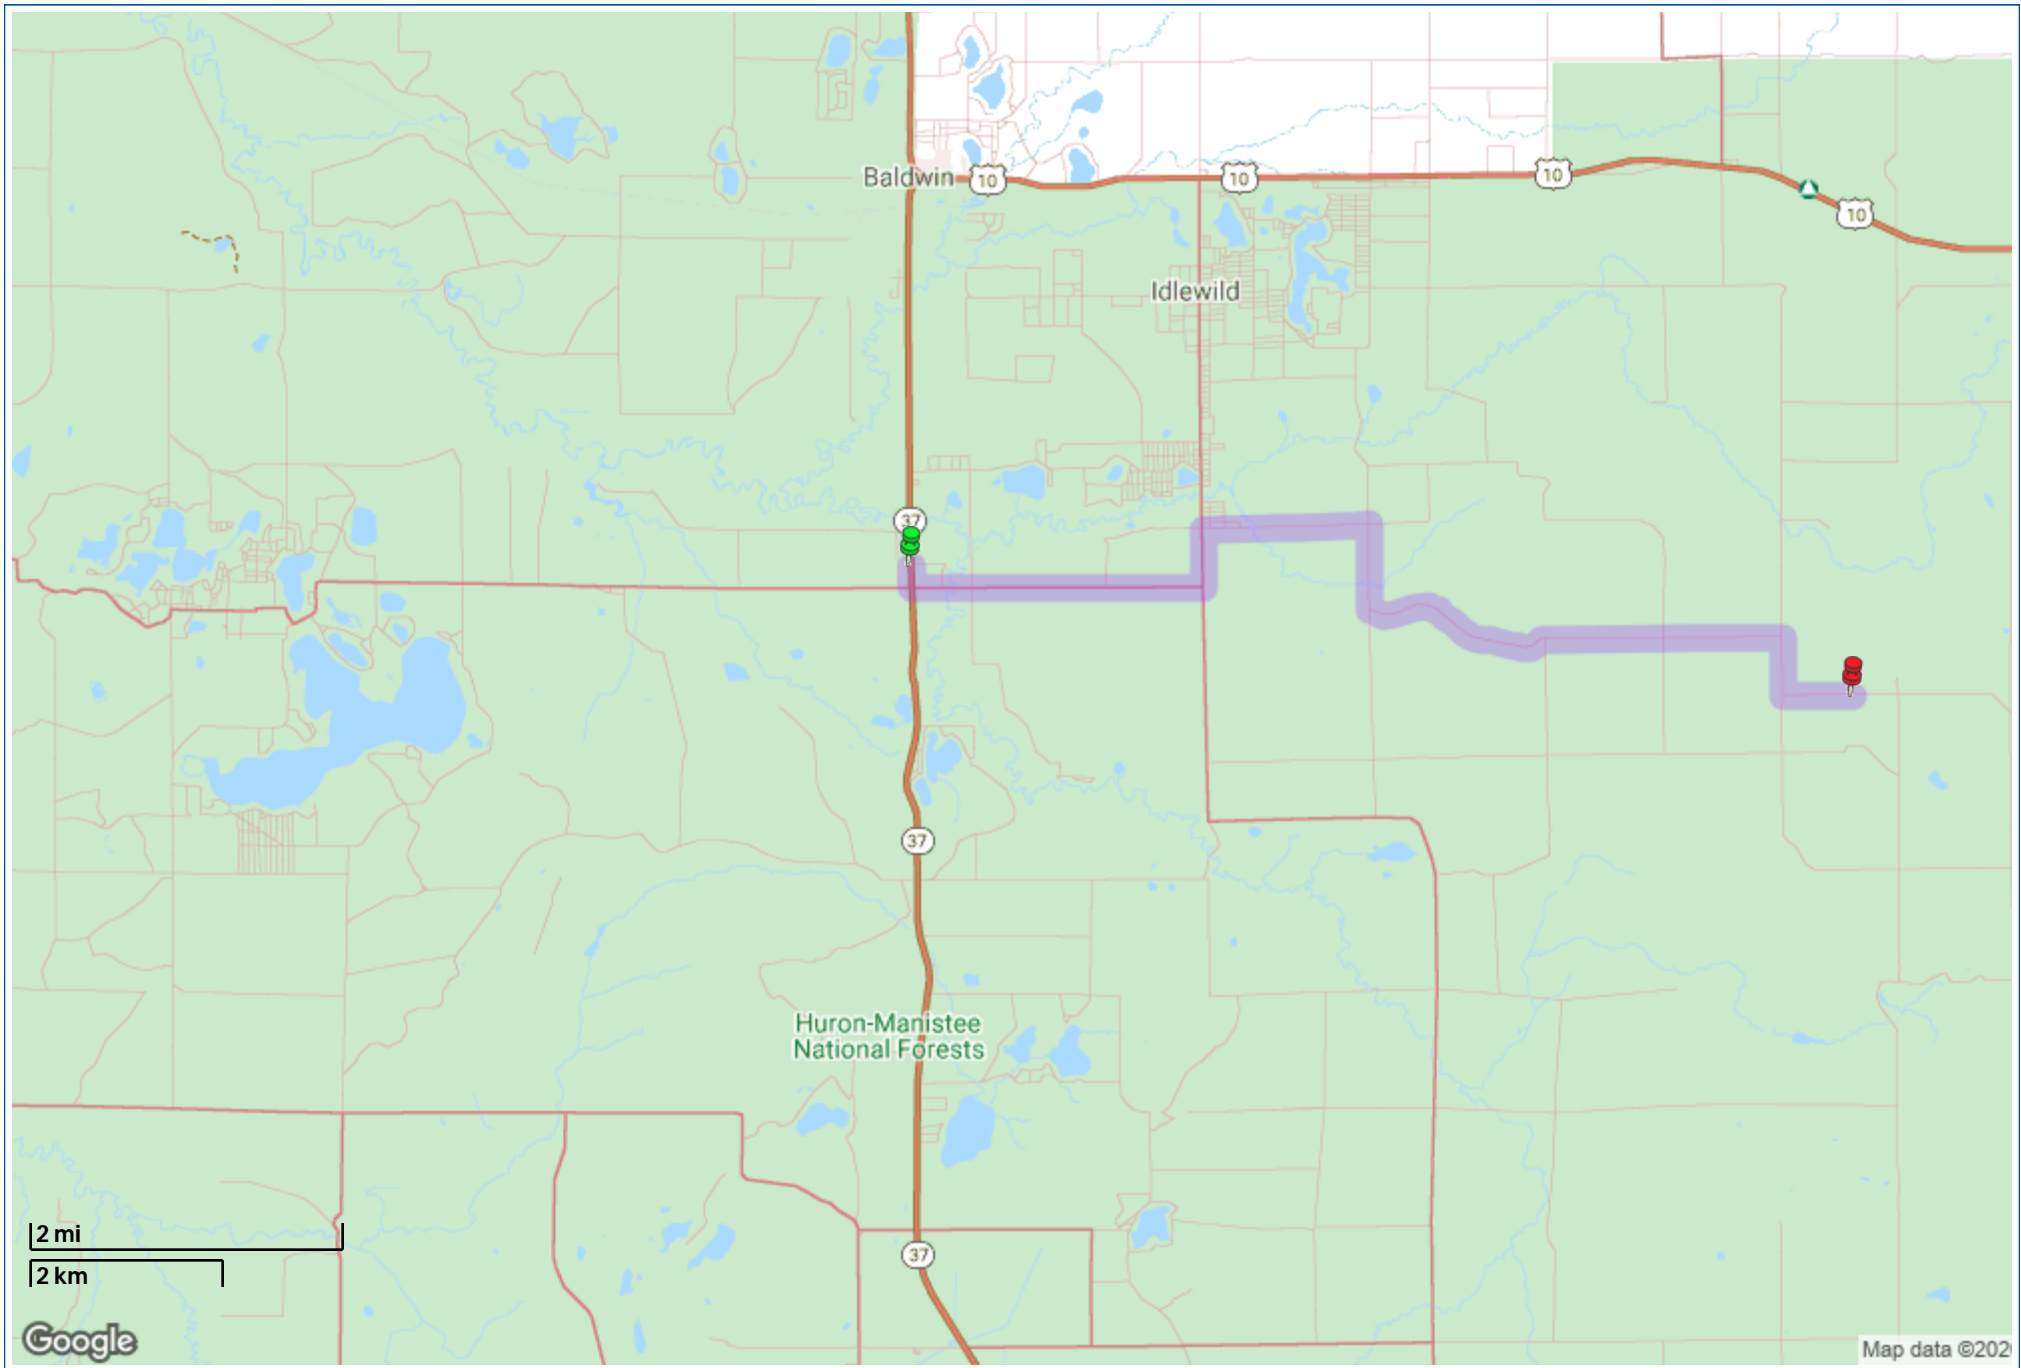 Baldwin
10
10
10
10
Idlewild
37
37
Huron-Manistee
National Forests
2 mi
37
2 km
Google
Map data ©202